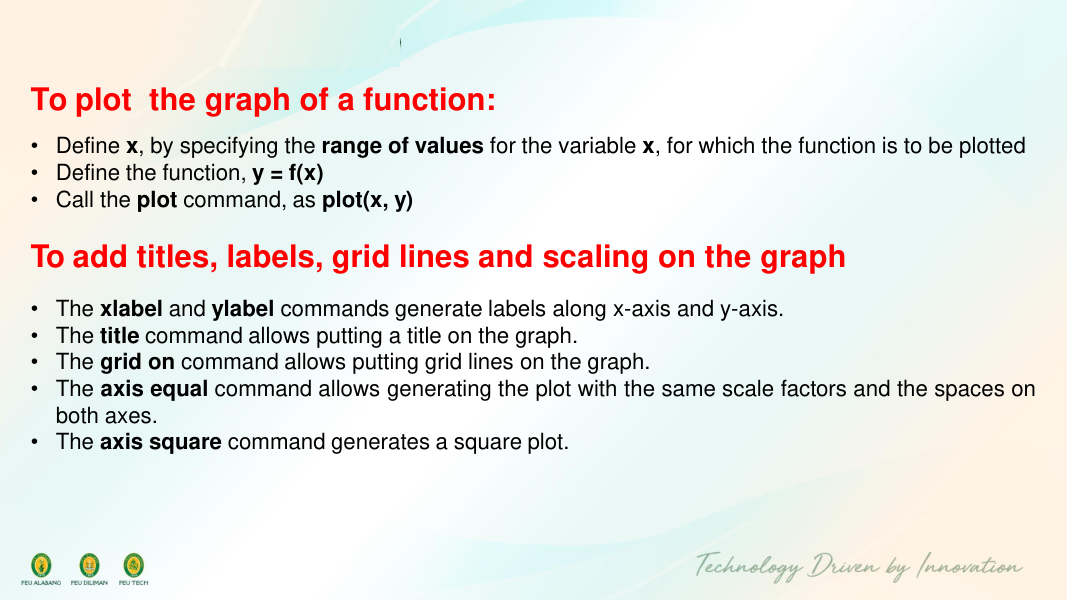 To plot  the graph of a function:
• Define x, by specifying the range of values for the variable x, for which the function is to be plotted
• Define the function, y = f(x)
• Call the plot command, as plot(x, y)
To add titles, labels, grid lines and scaling on the graph
• The xlabel and ylabel commands generate labels along x-axis and y-axis.
• The title command allows putting a title on the graph.
• The grid on command allows putting grid lines on the graph.
• The axis equal command allows generating the plot with the same scale factors and the spaces on
both axes.
• The axis square command generates a square plot.
FEU ALABANG FEU DILIMAN FEU TECH
Technology Driven by Innovation